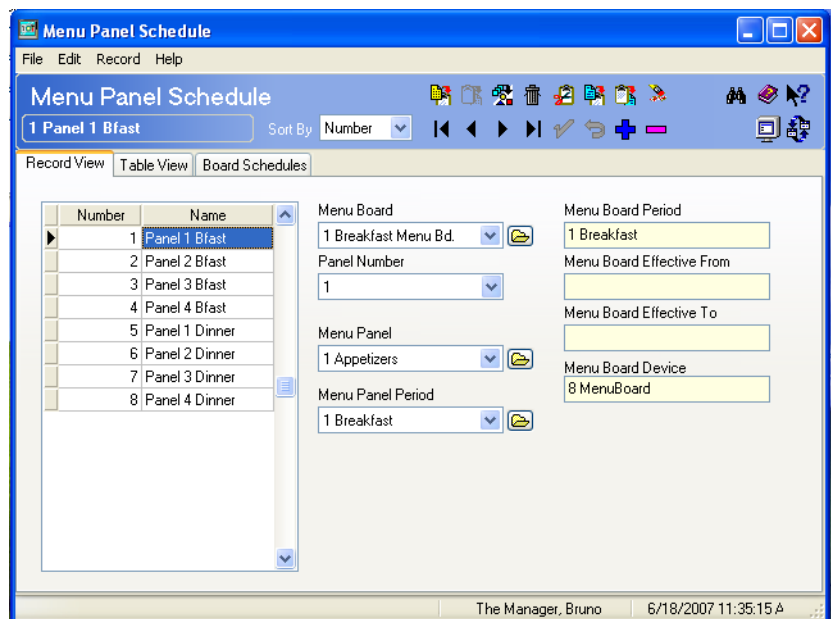 Menu Panel Schedule
File Edit Record Help
Menu Panel Schedule
1 Panel 1 Bfast Sort By Number
Record View Table View Board Schedules
Number Name
1 Panel 1 Bfast
2 Panel 2 Bfast
3 Panel 3 Bfast
4 Panel 4 Bfast
5 Panel 1 Dinner
6 Panel 2 Dinner
7 Panel 3 Dinner
8 Panel 4 Dinner
Menu Board
1 Breakfast Menu Bd.
Panel Number
1
Menu Panel
1 Appetizers
Menu Panel Period
1 Breakfast
Menu Board Period
1 Breakfast
Menu Board Effective From
Menu Board Effective To
Menu Board Device
8 MenuBoard
The Manager, Bruno 6/18/2007 11:35:15